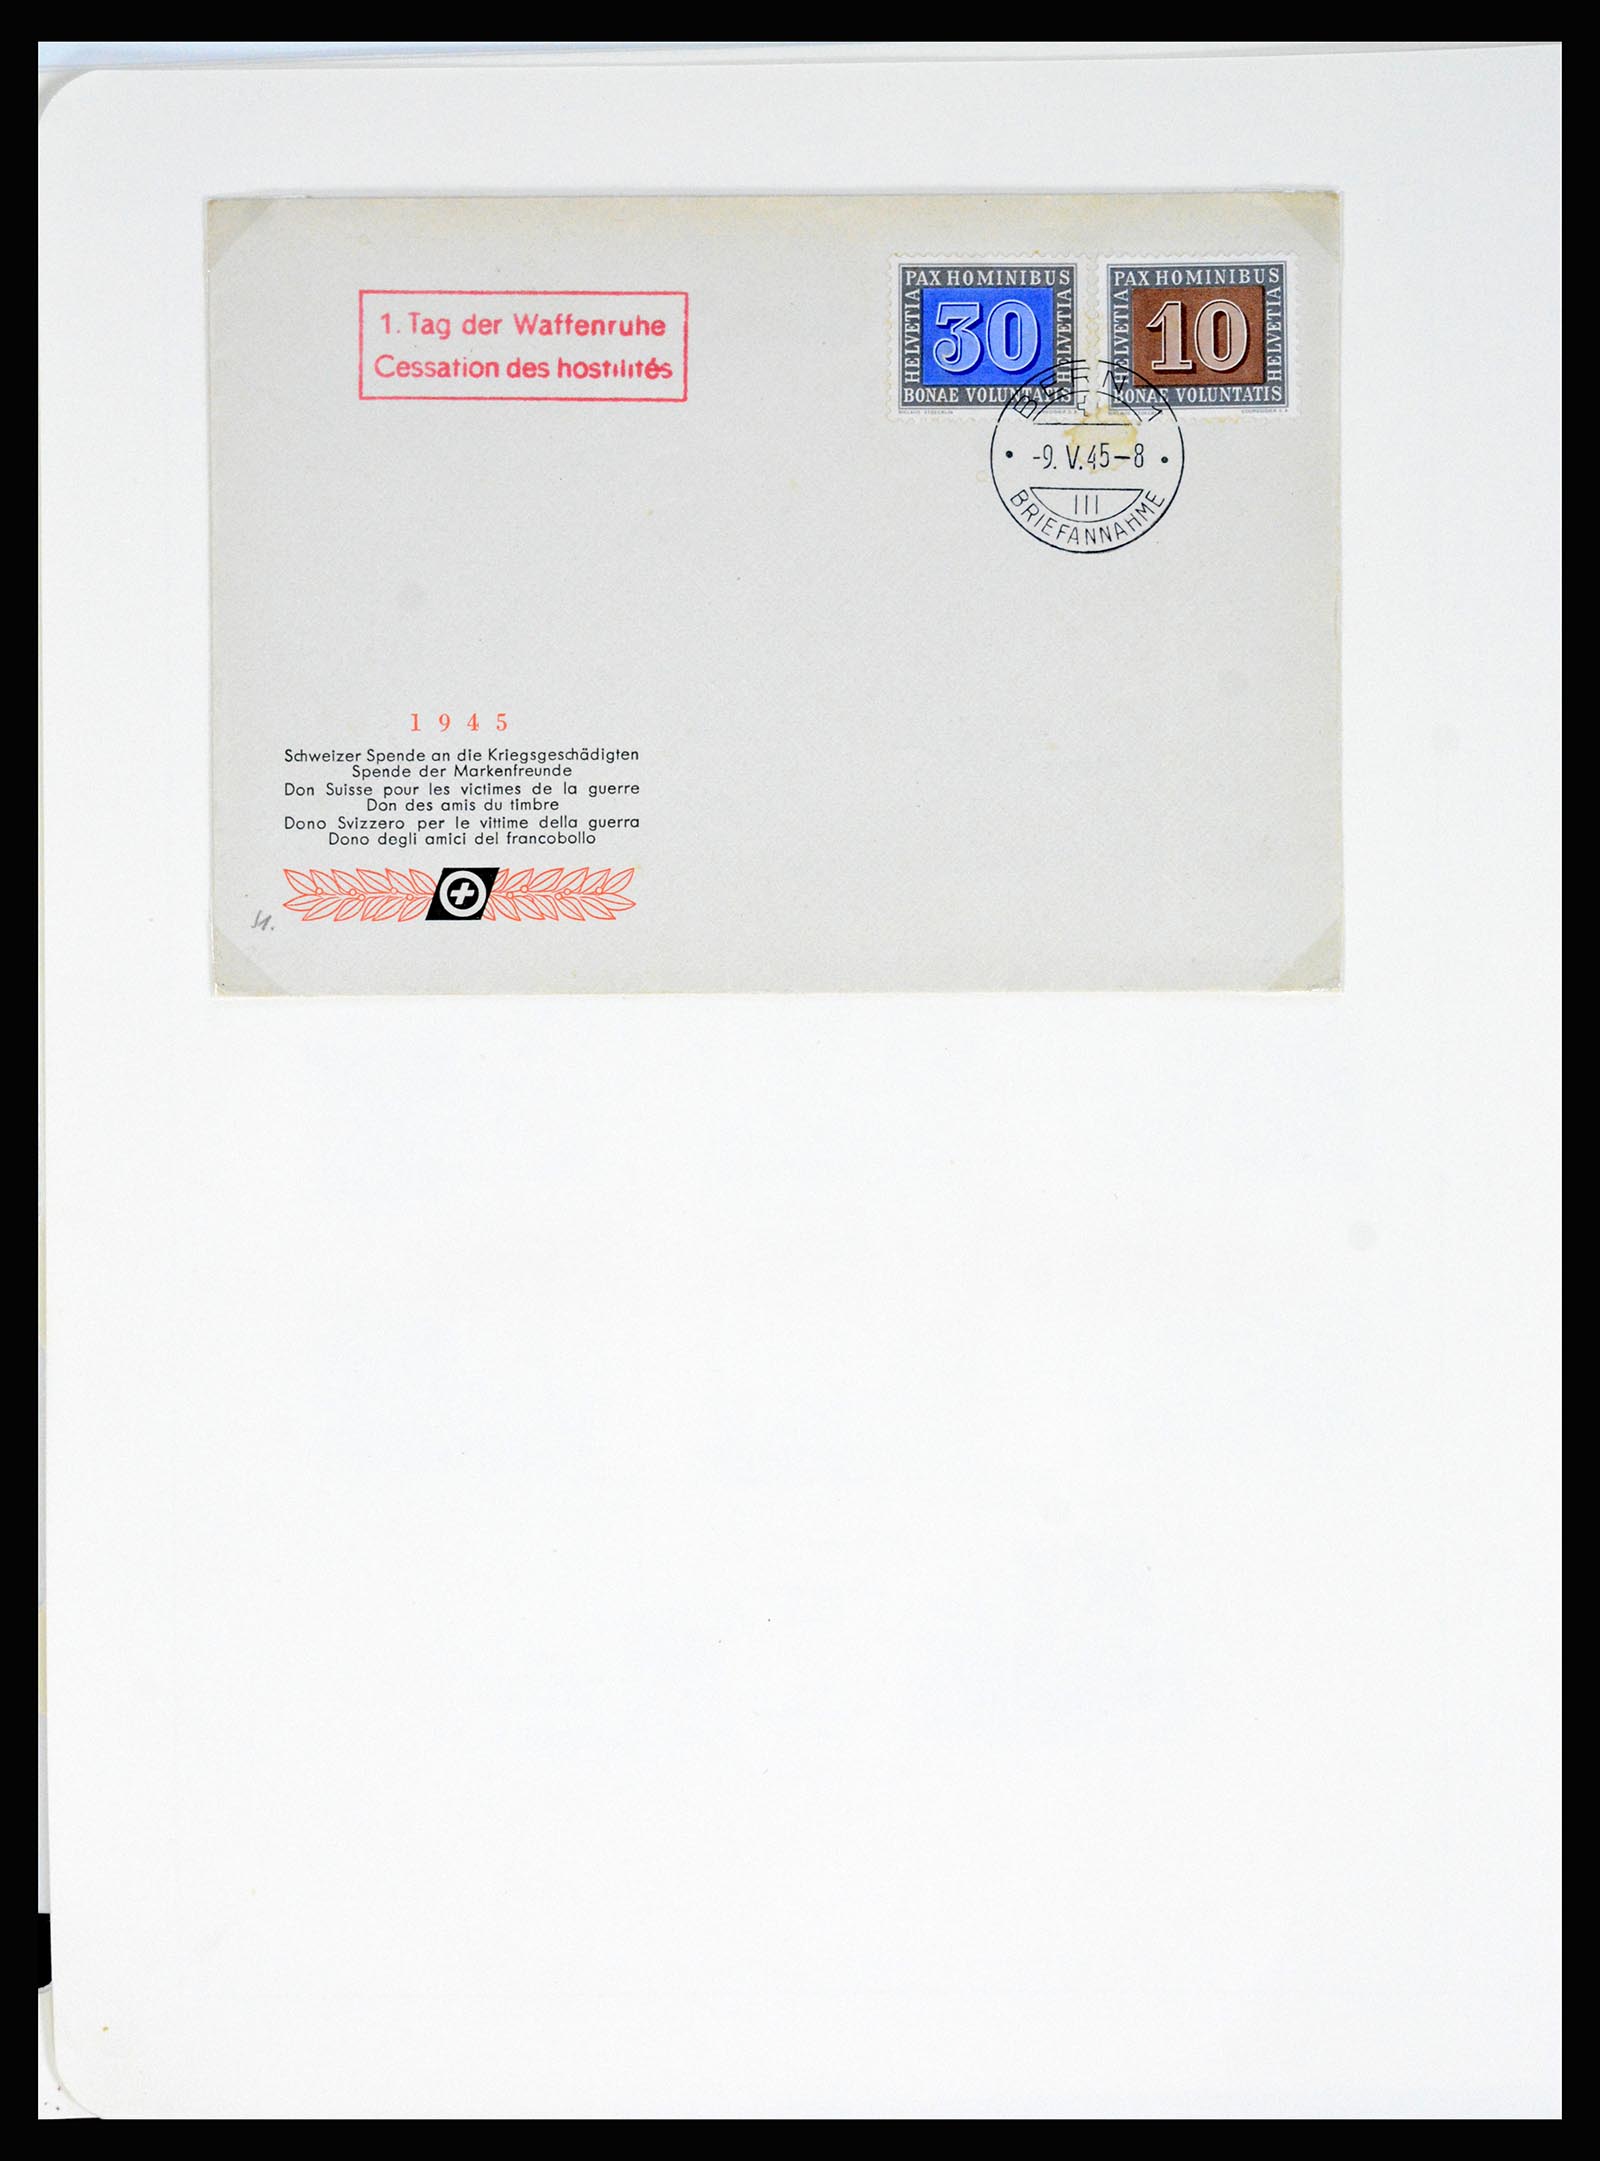 1. Tag der Waffenruhe
Cessation des hostilités
PAX HOMINIBUS
HELVETIA
30
HELVETIA
BONAE VOLUNTATIS
PAX HOMINIBUS
HELVETIA
10
HELVETIA
BONAE VOLUNTATIS
BERN 1
-9. V. 45-8
III
BRIEFANNAHME
1945
Schweizer Spende an die Kriegsgeschädigten
Spende der Markenfreunde
Don Suisse pour les victimes de la guerre
Don des amis du timbre
Dono Svizzero per le vittime della guerra
Dono degli amici del francobollo